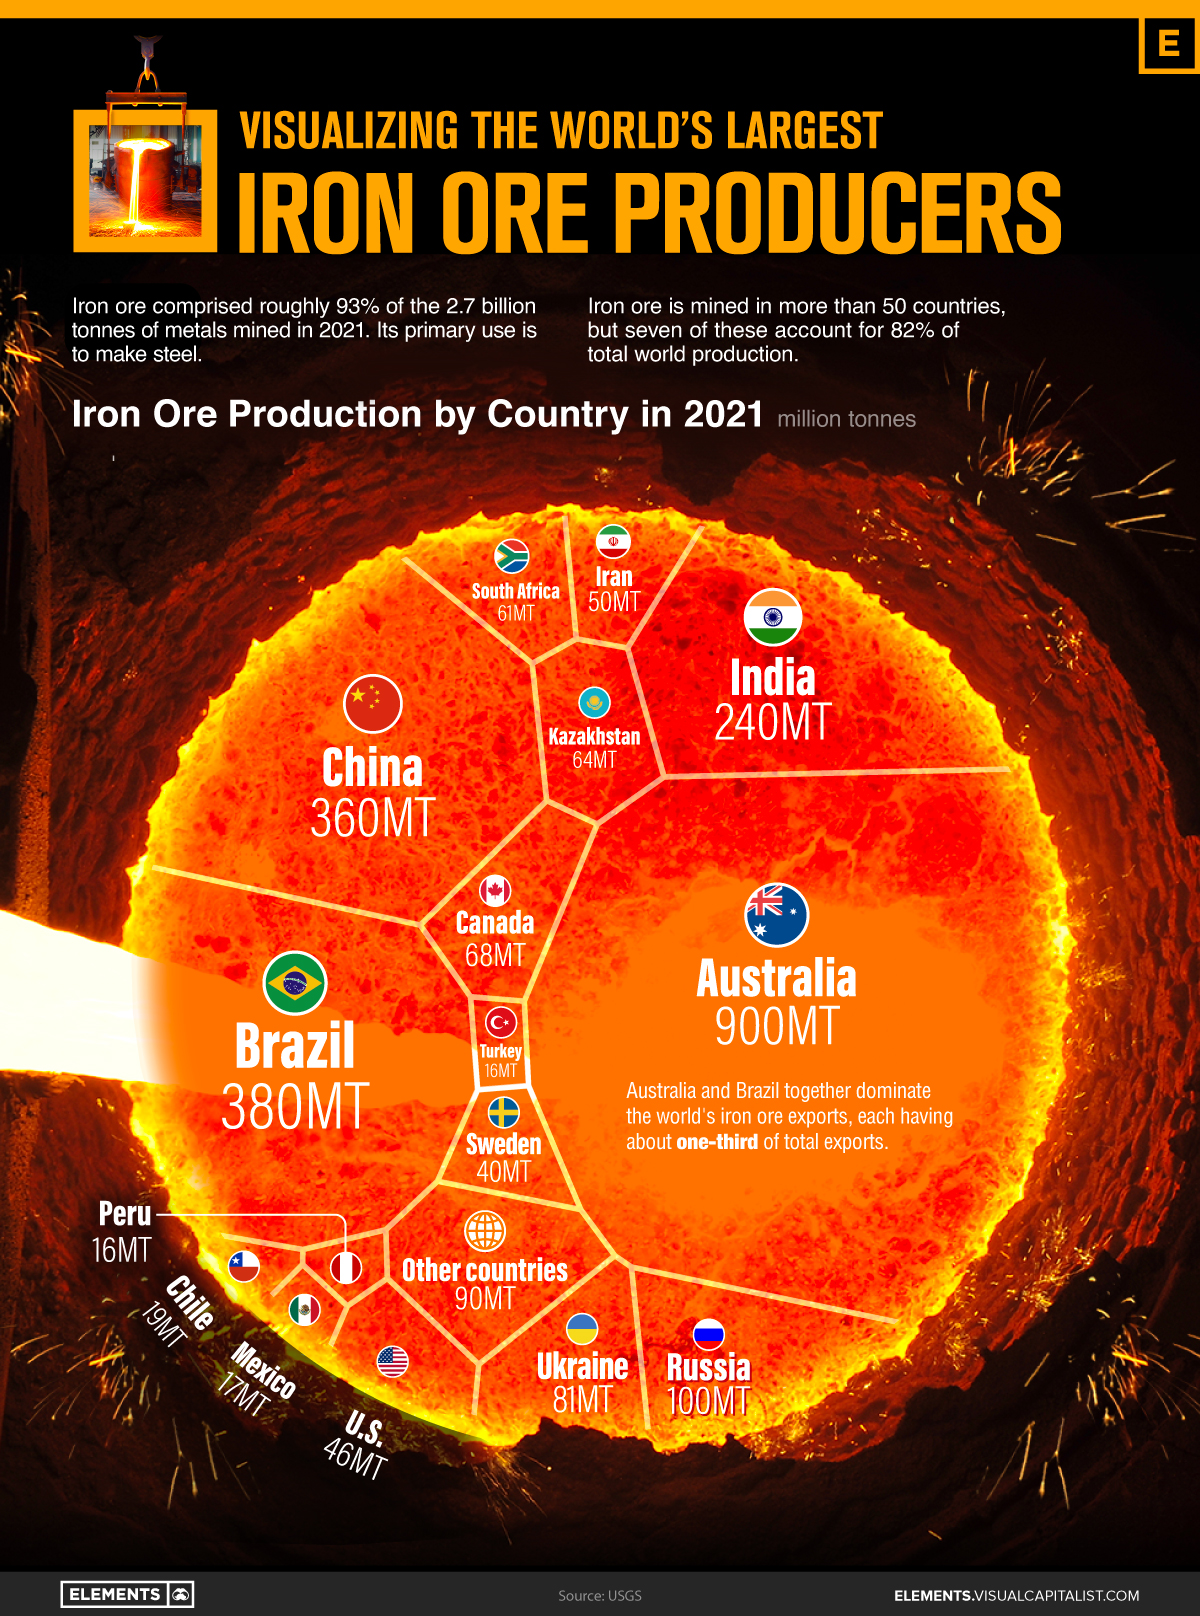 E
VISUALIZING THE WORLD'S LARGEST
IRON ORE PRODUCERS
Iron ore comprised roughly 93% of the 2.7 billion
tonnes of metals mined in 2021. Its primary use is
to make steel.
Iron ore is mined in more than 50 countries,
but seven of these account for 82% of
total world production.
Iron Ore Production by Country in 2021 million tonnes
South Africa
61MT
Iran
50MT
India
240MT
Kazakhstan
64MT
China
360MT
Canada
68MT
Australia
900MT
Australia and Brazil together dominate
the world's iron ore exports, each having
about one-third of total exports.
Brazil
380MT
Turkey
16MT
Sweden
40MT
Peru
16MT
Chile
19MT
Mexico
17MT
U.S.
46MT
Other countries
90MT
Ukraine
81MT
Russia
100MT
ELEMENTS
Source: USGS
ELEMENTS.VISUALCAPITALIST.COM